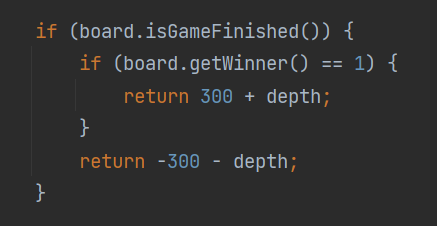 if (board.isGameFinished()) {
    if (board.getWinner() == 1) {
        return 300 + depth;
    }
    return -300 - depth;
}